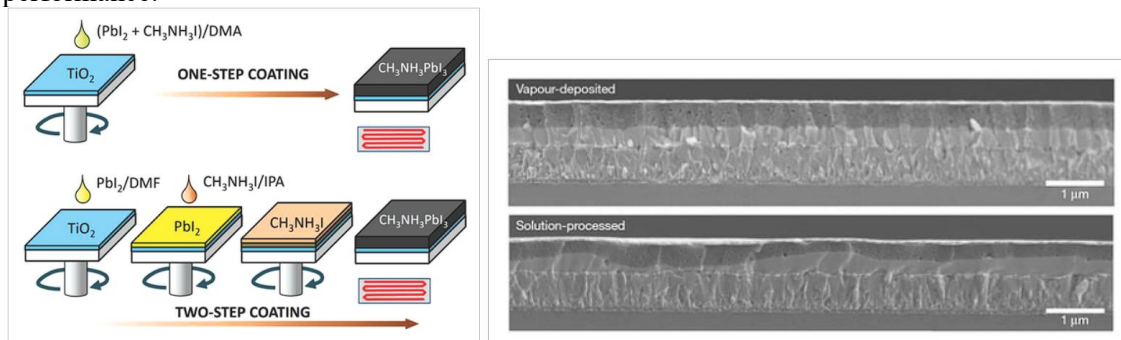 performance.
(PbI₂ + CH₃NH₃I)/DMA
TiO₂
ONE-STEP COATING
CH₃NH₃PbI₃
PbI₂/DMF
CH₃NH₃I/IPA
TiO₂
PbI₂
CH₃NH₃I
CH₃NH₃PbI₃
TWO-STEP COATING
Vapour-deposited
1 μm
Solution-processed
1 μm